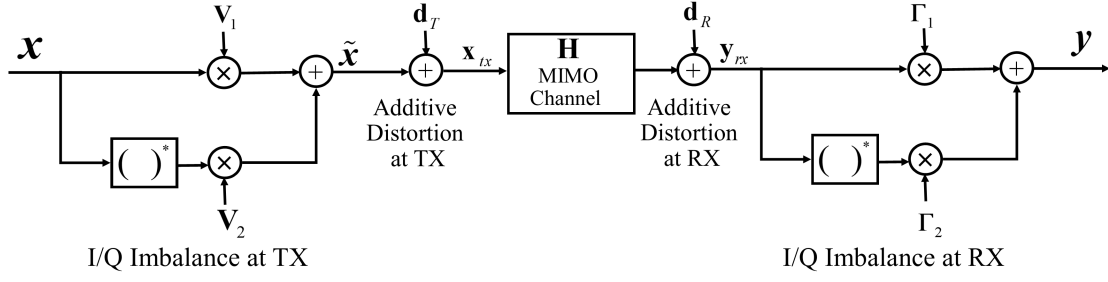 V₁
d_T
d_R
Γ₁
x
x̃
x_tx
H
MIMO
Channel
y_rx
y
× + + + × +
Additive
Distortion
at TX
Additive
Distortion
at RX
( )*
×
( )*
×
V₂
Γ₂
I/Q Imbalance at TX
I/Q Imbalance at RX